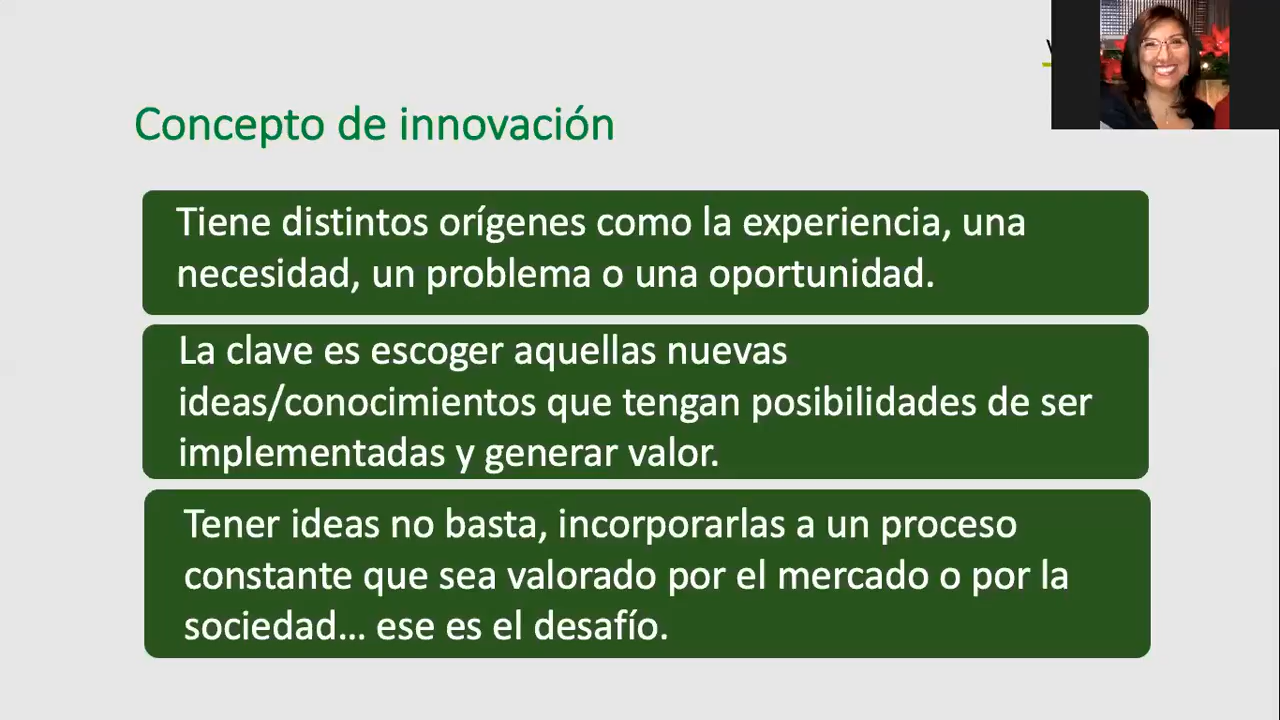 Concepto de innovación
Tiene distintos orígenes como la experiencia, una
necesidad, un problema o una oportunidad.
La clave es escoger aquellas nuevas
ideas/conocimientos que tengan posibilidades de ser
implementadas y generar valor.
Tener ideas no basta, incorporarlas a un proceso
constante que sea valorado por el mercado o por la
sociedad... ese es el desafío.